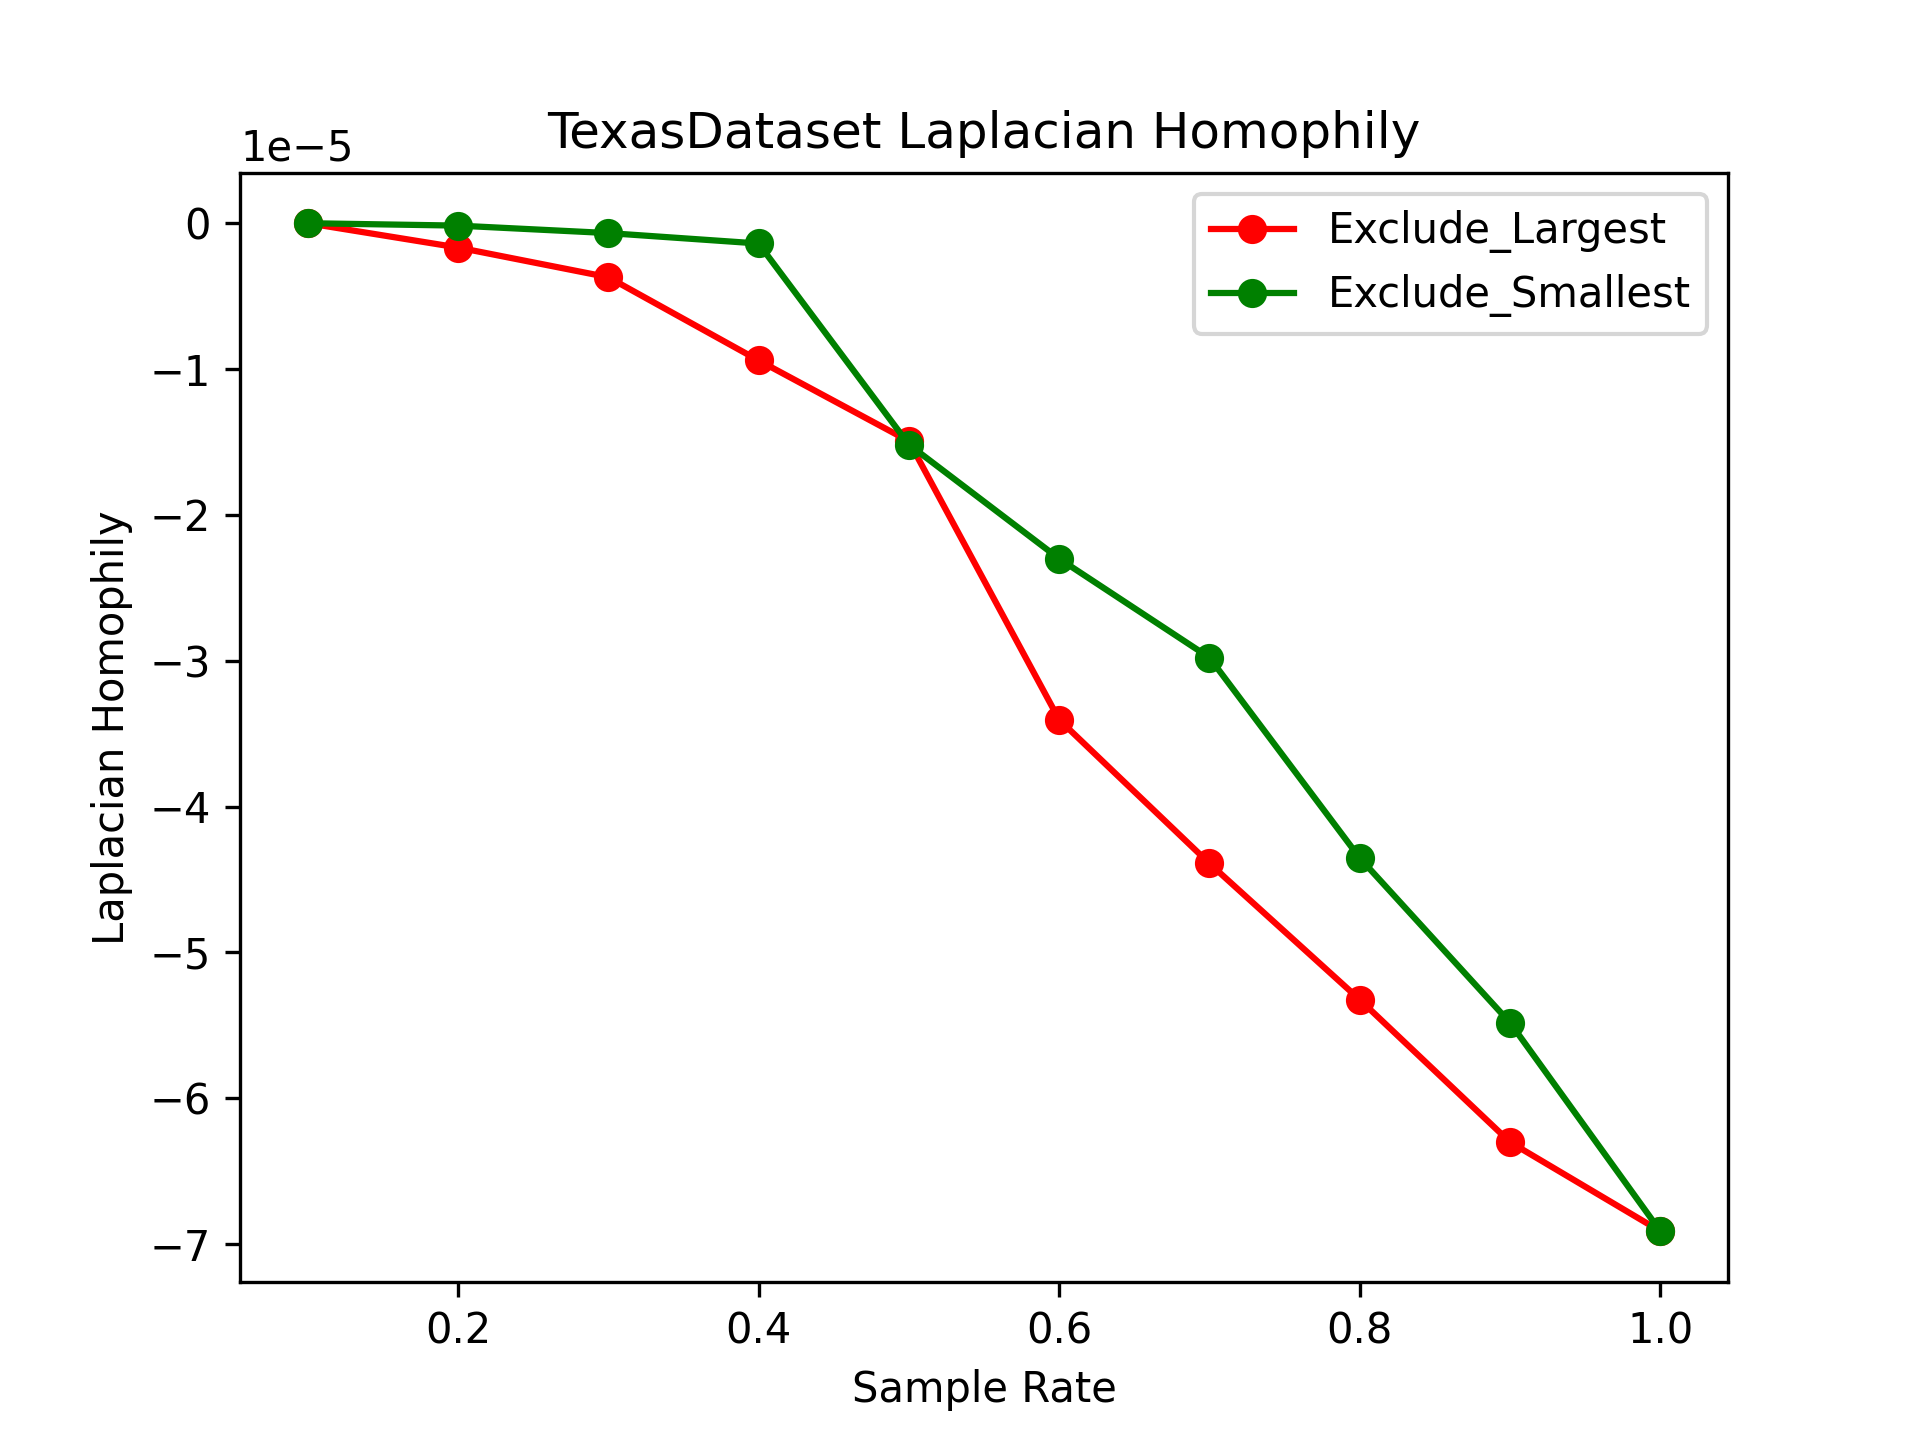 TexasDataset Laplacian Homophily
1e−5
Exclude_Largest
Exclude_Smallest
0
−1
−2
−3
−4
−5
−6
−7
Laplacian Homophily
0.2 0.4 0.6 0.8 1.0
Sample Rate